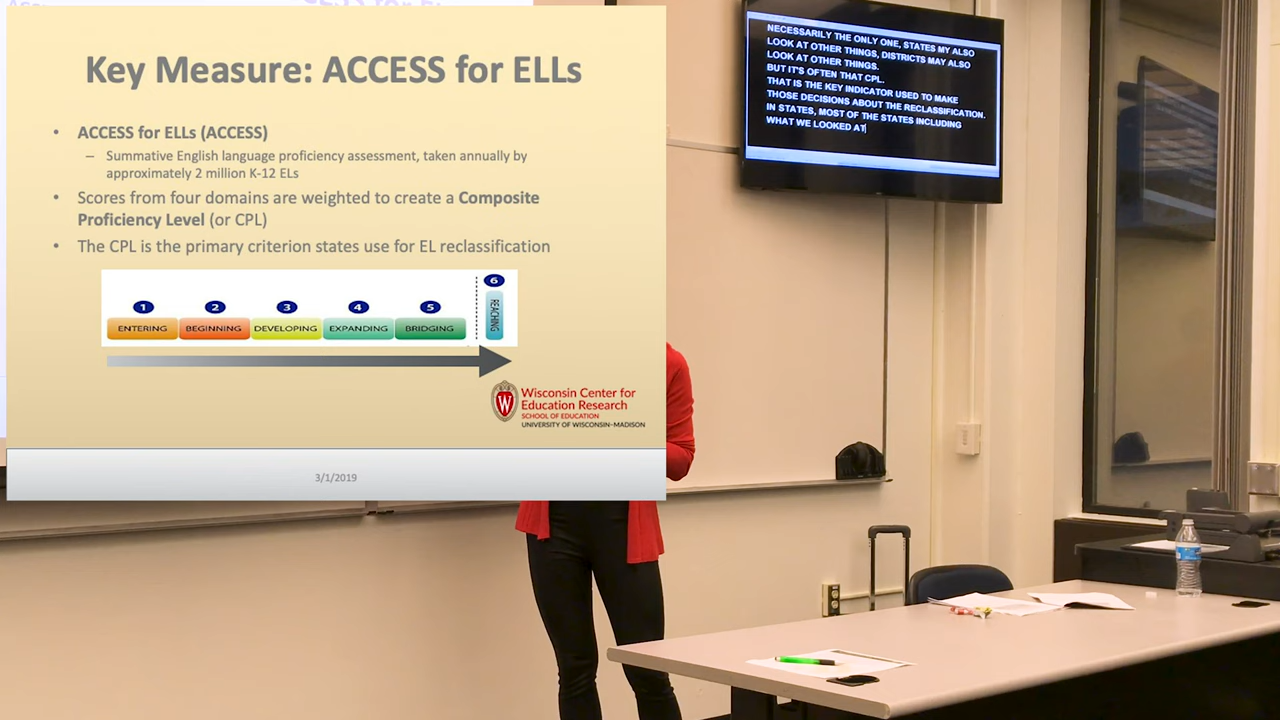 Key Measure: ACCESS for ELLs
• ACCESS for ELLs (ACCESS)
– Summative English language proficiency assessment, taken annually by
approximately 2 million K-12 ELs
• Scores from four domains are weighted to create a Composite
Proficiency Level (or CPL)
• The CPL is the primary criterion states use for EL reclassification
1 2 3 4 5 6
ENTERING BEGINNING DEVELOPING EXPANDING BRIDGING REACHING
W
Wisconsin Center for
Education Research
SCHOOL OF EDUCATION
UNIVERSITY OF WISCONSIN–MADISON
3/1/2019
NECESSARILY THE ONLY ONE, STATES MY ALSO
LOOK AT OTHER THINGS, DISTRICTS MAY ALSO
LOOK AT OTHER THINGS.
BUT IT'S OFTEN THAT CPL.
THAT IS THE KEY INDICATOR USED TO MAKE
THOSE DECISIONS ABOUT THE RECLASSIFICATION.
IN STATES, MOST OF THE STATES INCLUDING
WHAT WE LOOKED AT